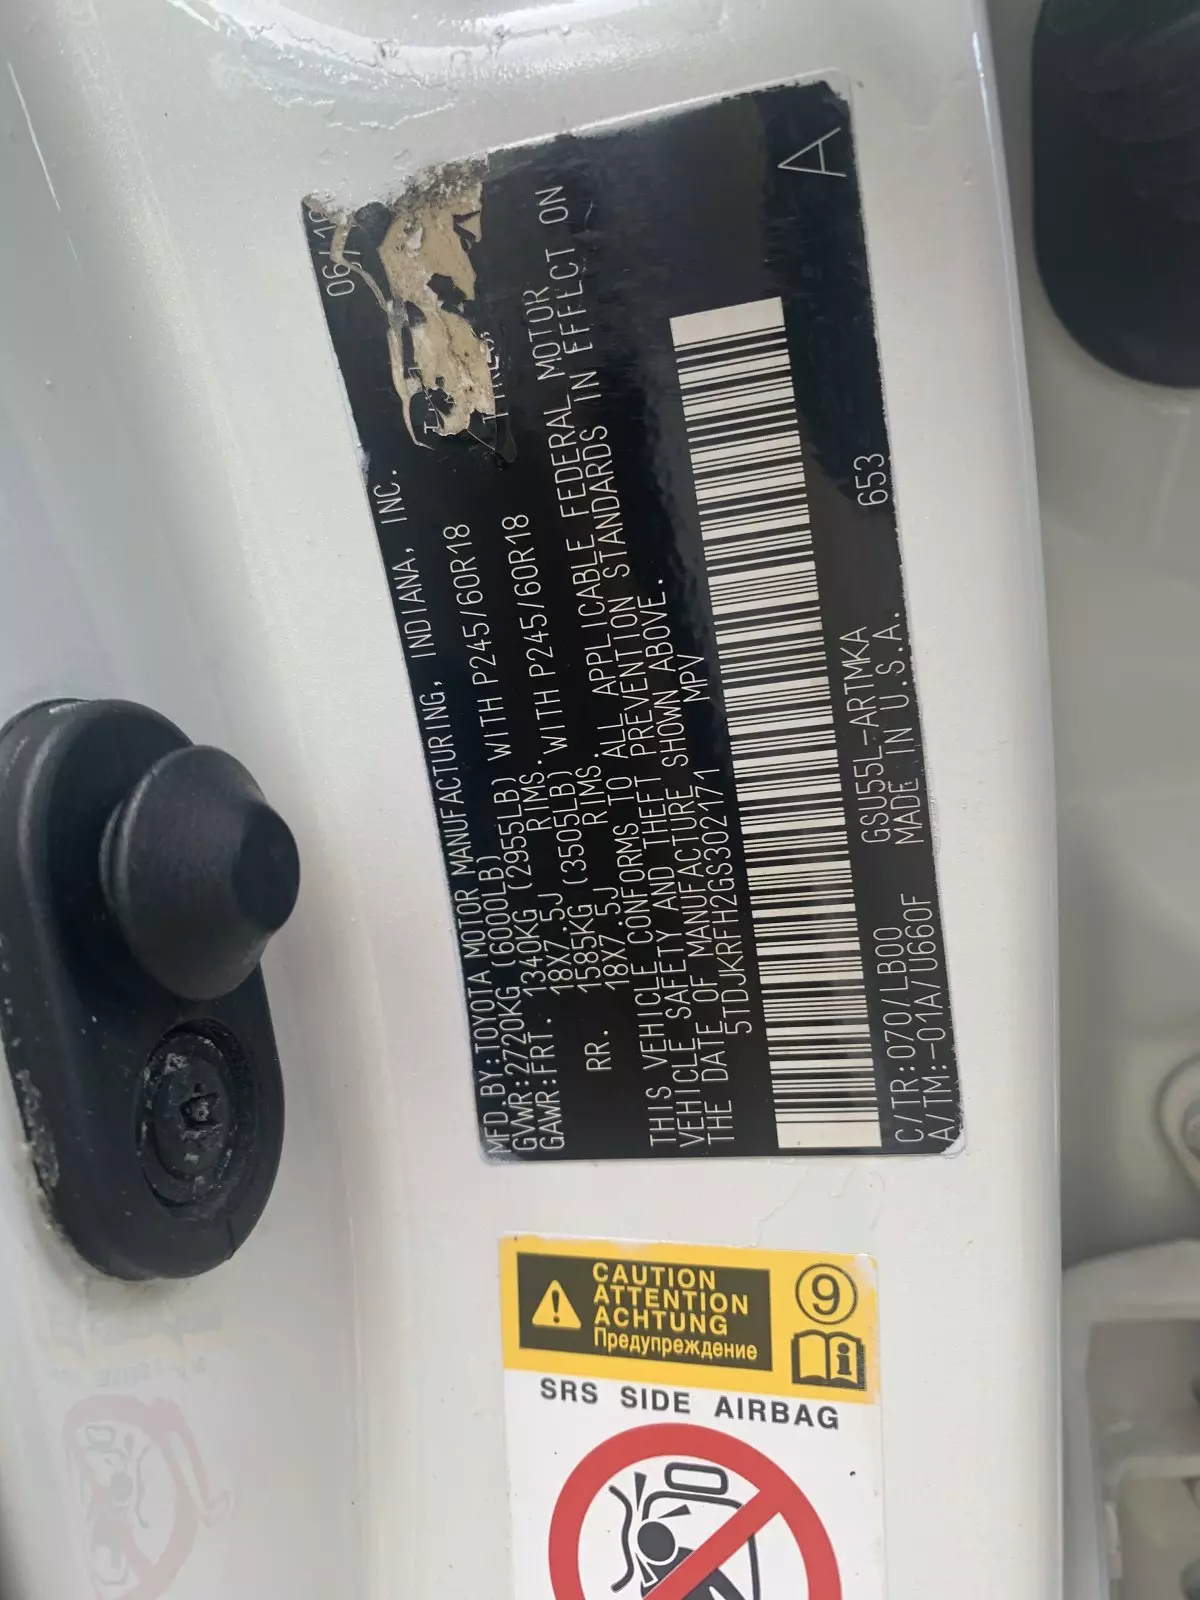 MFD.BY:TOYOTA MOTOR MANUFACTURING, INDIANA, INC.
GVWR:2720KG(6000LB)
GAWR:FRT. 1340KG (2955LB) WITH P245/60R18
18X7.5J RIMS.
RR. 1585KG (3505LB) WITH P245/60R18
18X7.5J RIMS.
THIS VEHICLE CONFORMS TO ALL APPLICABLE FEDERAL MOTOR
VEHICLE SAFETY AND THEFT PREVENTION STANDARDS IN EFFECT ON
THE DATE OF MANUFACTURE SHOWN ABOVE.
5TDJKRFH2GS302171 MPV
C/TR:070/LB00 GSU55L-ARTMKA 653
A/TM:-01A/U660F MADE IN U.S.A.
A
CAUTION
ATTENTION
ACHTUNG
Предупреждение
9
i
SRS SIDE AIRBAG